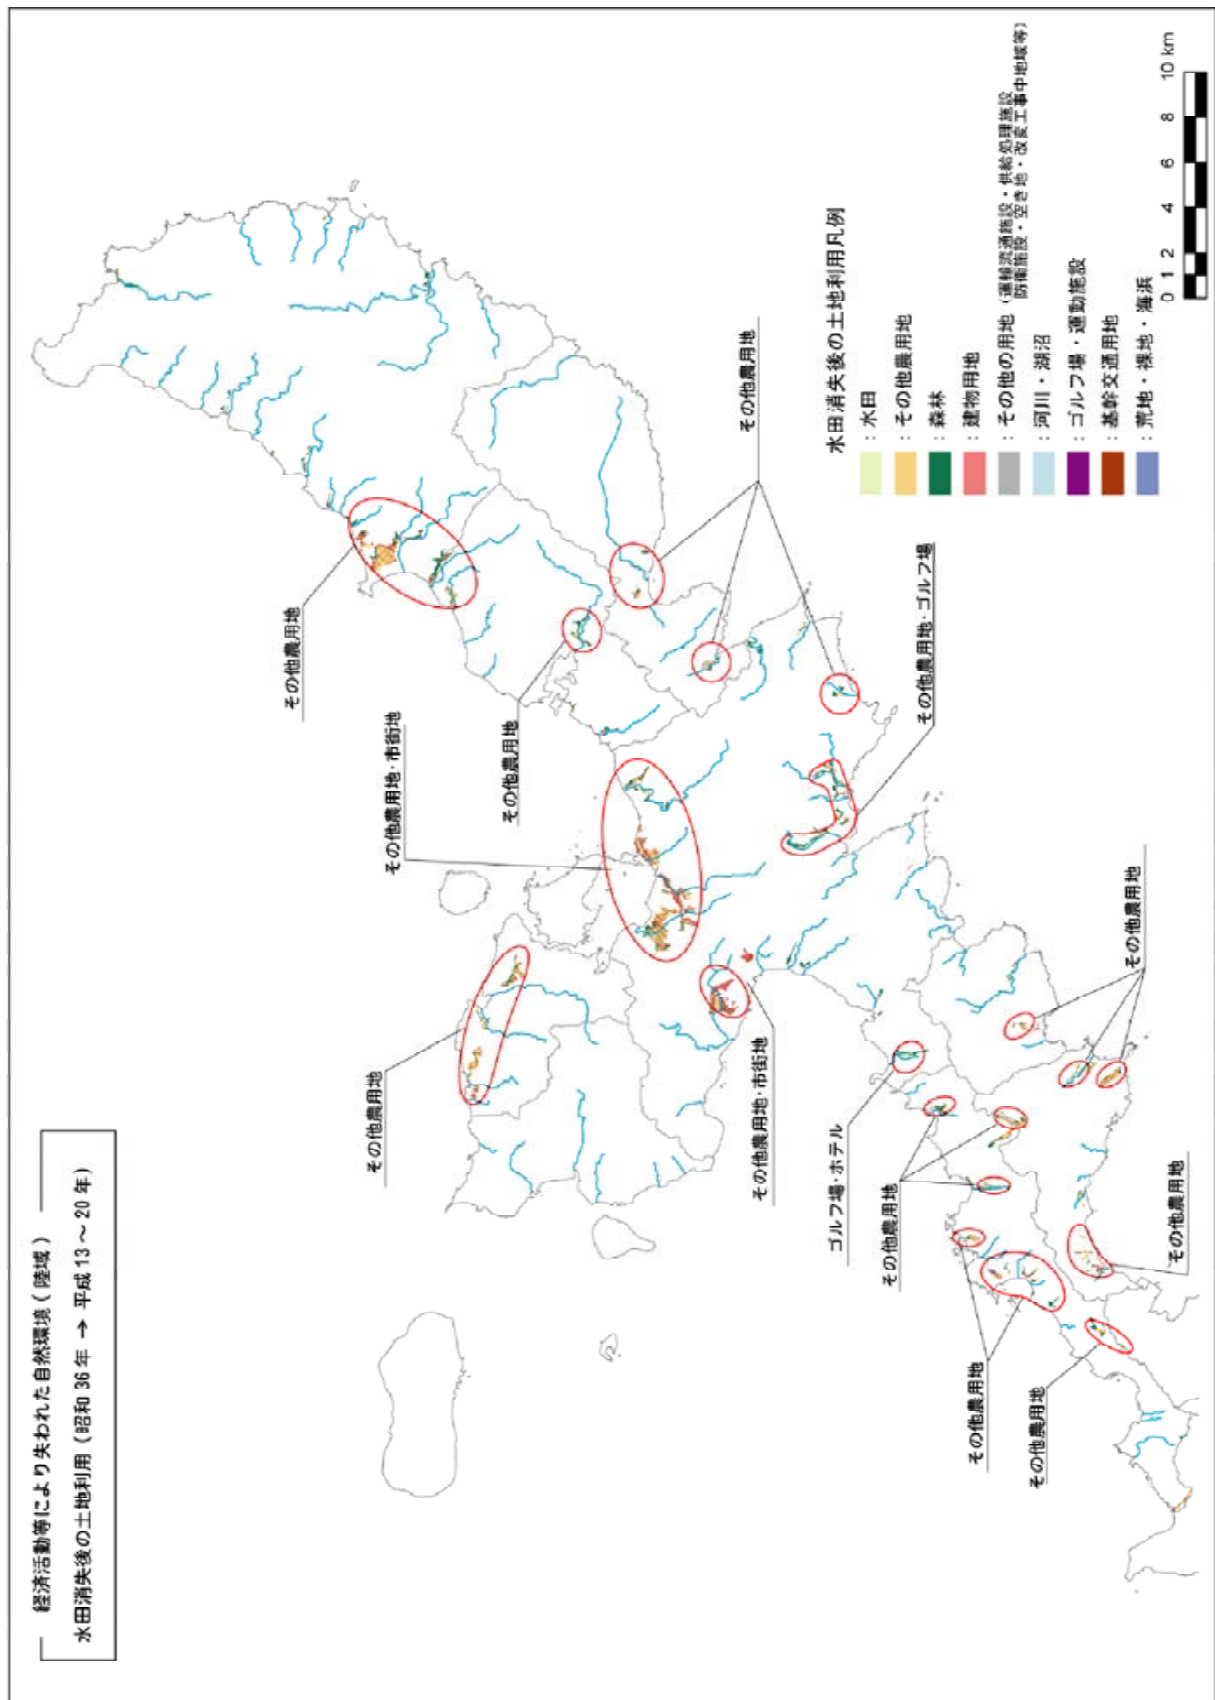 経済活動等により失われた自然環境（陸域）
水田消失後の土地利用（昭和36年 → 平成13～20年）
その他農用地
その他農用地・市街地
その他農用地
その他農用地
その他農用地
その他農用地・ゴルフ場
その他農用地・市街地
ゴルフ場・ホテル
その他農用地
その他農用地
その他農用地
その他農用地
その他農用地
水田消失後の土地利用凡例
：水田
：その他農用地
：森林
：建物用地
：その他の用地（運輸流通施設・供給処理施設
防衛施設・空き地・改変工事中地域等）
：河川・湖沼
：ゴルフ場・運動施設
：基幹交通用地
：荒地・裸地・海浜
0 1 2 4 6 8 10 km